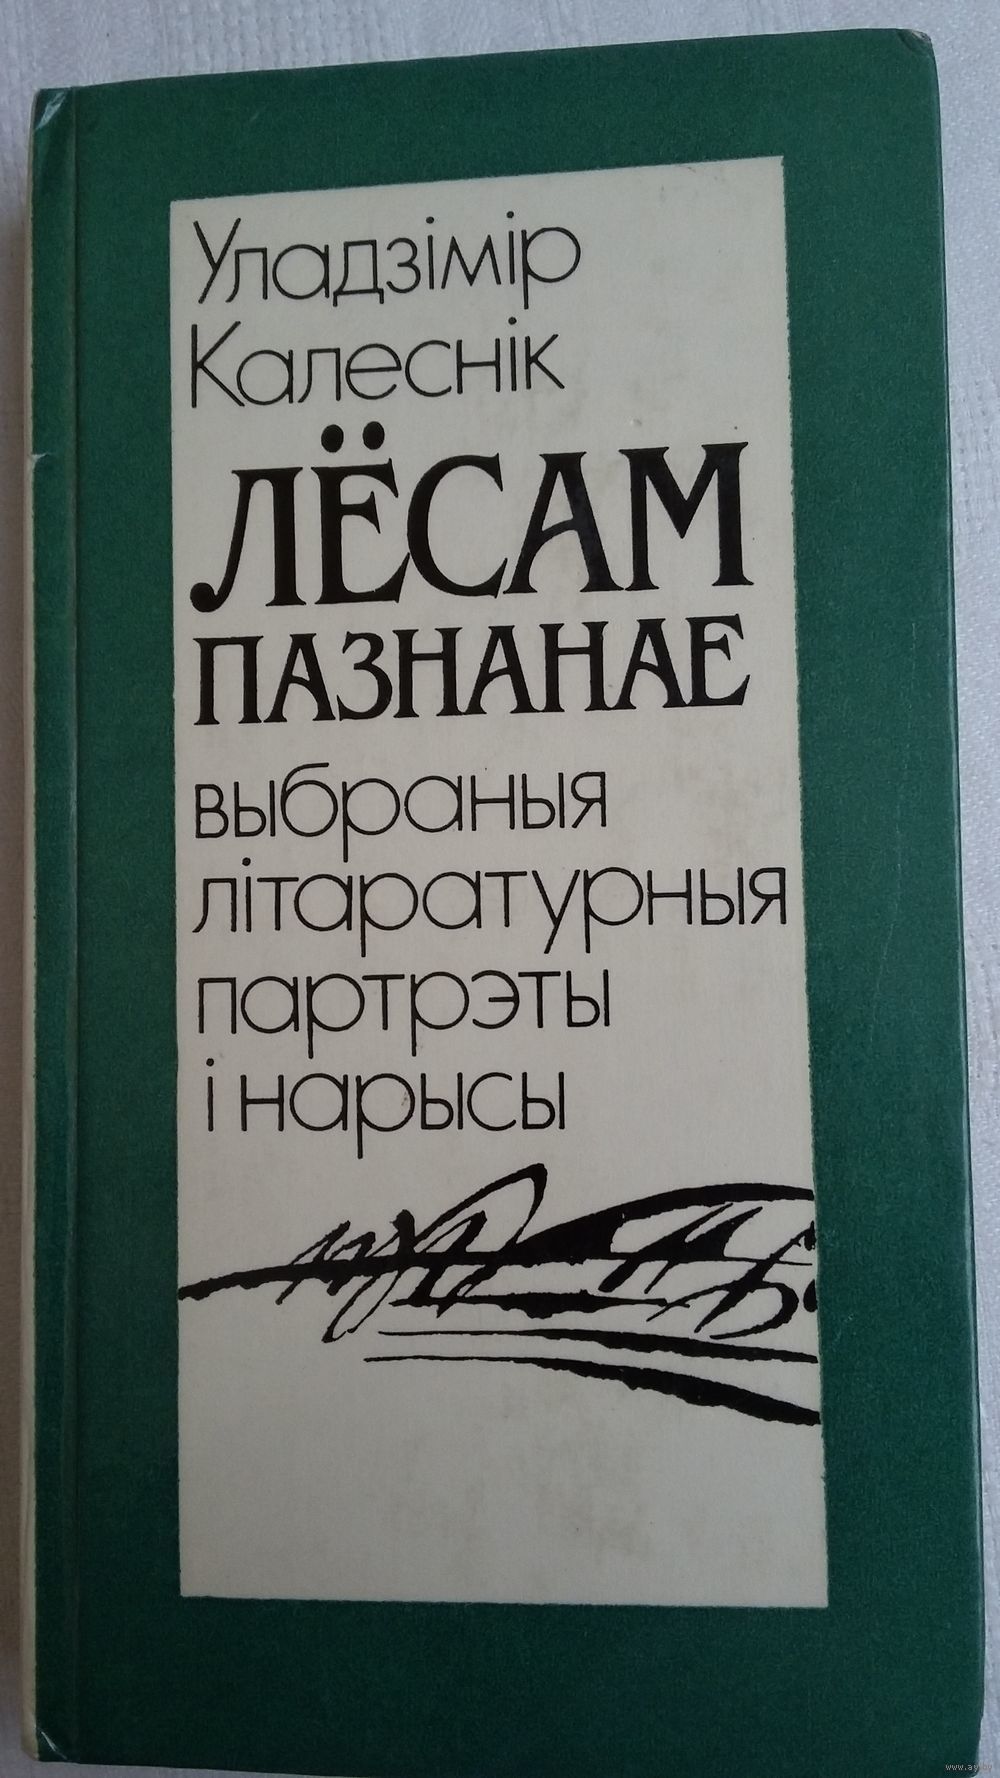 Уладзімір
Калеснік
ЛЁСАМ
ПАЗНАНАЕ
выбраныя
літаратурныя
партрэты
і нарысы